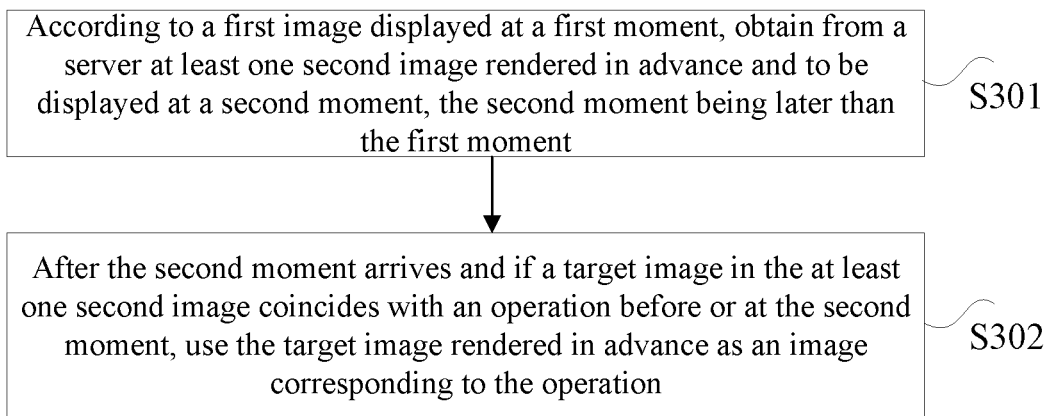 According to a first image displayed at a first moment, obtain from a
server at least one second image rendered in advance and to be
displayed at a second moment, the second moment being later than
the first moment
S301
After the second moment arrives and if a target image in the at least
one second image coincides with an operation before or at the second
moment, use the target image rendered in advance as an image
corresponding to the operation
S302